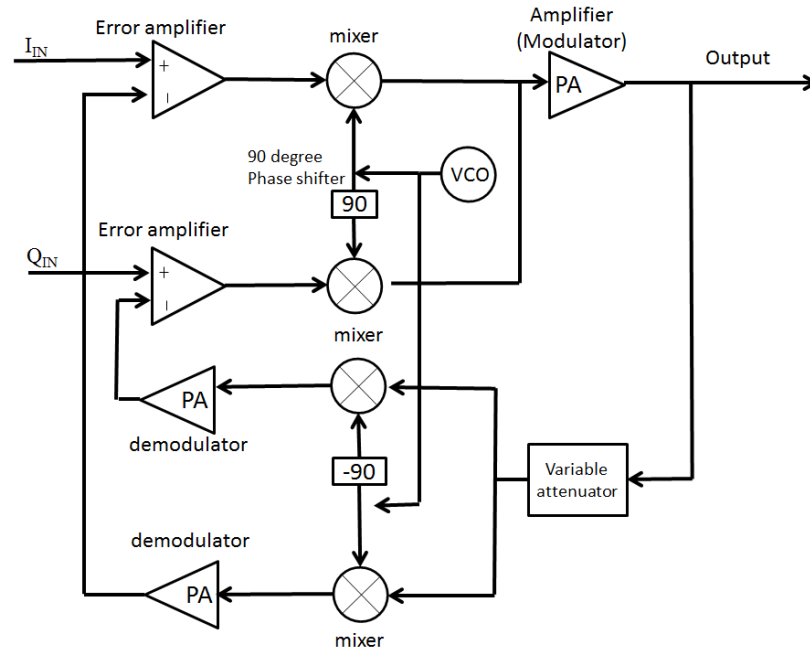 Amplifier
(Modulator)
Error amplifier
mixer
I_IN
Output
+
−
PA
90 degree
Phase shifter
VCO
90
Error amplifier
Q_IN
+
−
mixer
PA
demodulator
-90
Variable
attenuator
demodulator
PA
mixer